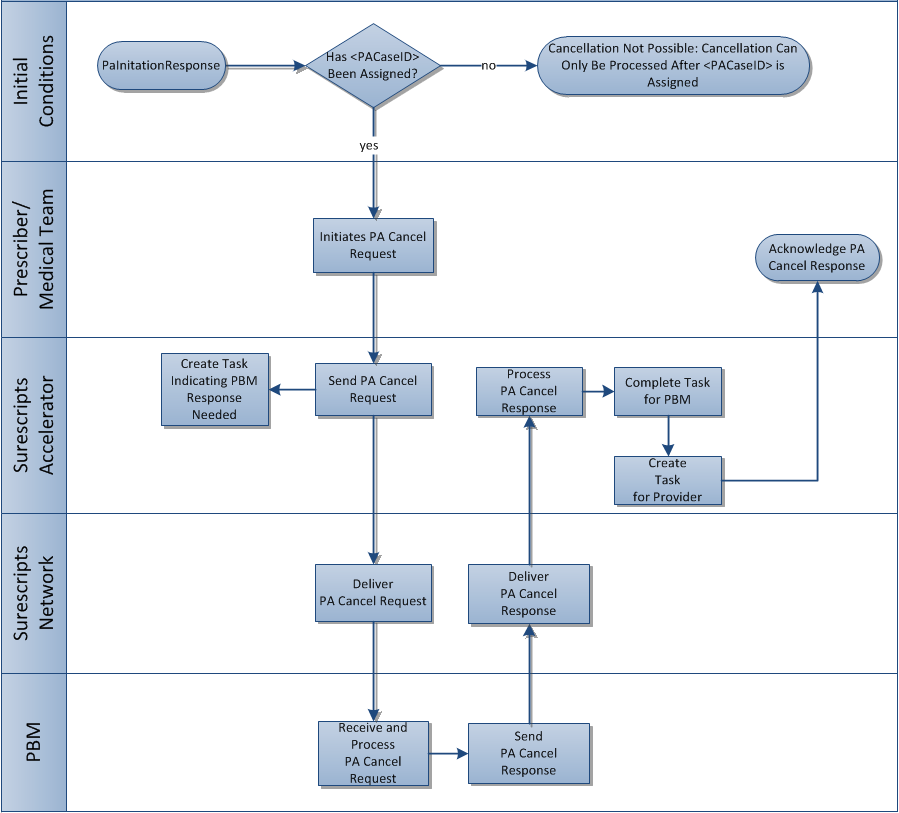 Initial
Conditions
PaInitationResponse
Has <PACaseID>
Been Assigned?
no
Cancellation Not Possible: Cancellation Can
Only Be Processed After <PACaseID> is
Assigned
yes
Prescriber/
Medical Team
Initiates PA Cancel
Request
Acknowledge PA
Cancel Response
Surescripts
Accelerator
Create Task
Indicating PBM
Response
Needed
Send PA Cancel
Request
Process
PA Cancel
Response
Complete Task
for PBM
Create
Task
for Provider
Surescripts
Network
Deliver
PA Cancel Request
Deliver
PA Cancel
Response
PBM
Receive and
Process
PA Cancel
Request
Send
PA Cancel
Response